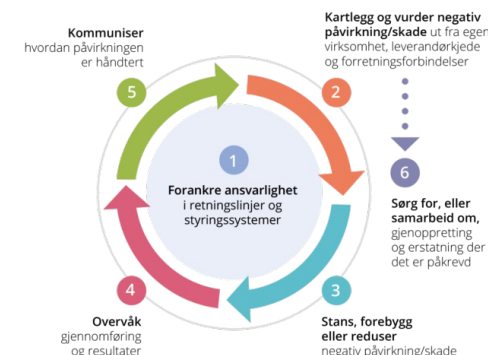 Kommuniser
hvordan påvirkningen
er håndtert
5
Kartlegg og vurder negativ
påvirkning/skade ut fra egen
virksomhet, leverandørkjede
og forretningsforbindelser
2
1
Forankre ansvarlighet
i retningslinjer og
styringssystemer
6
Sørg for, eller
samarbeid om,
gjenoppretting
og erstatning der
det er påkrevd
4
Overvåk
gjennomføring
og resultater
3
Stans, forebygg
eller reduser
negativ påvirkning/skade